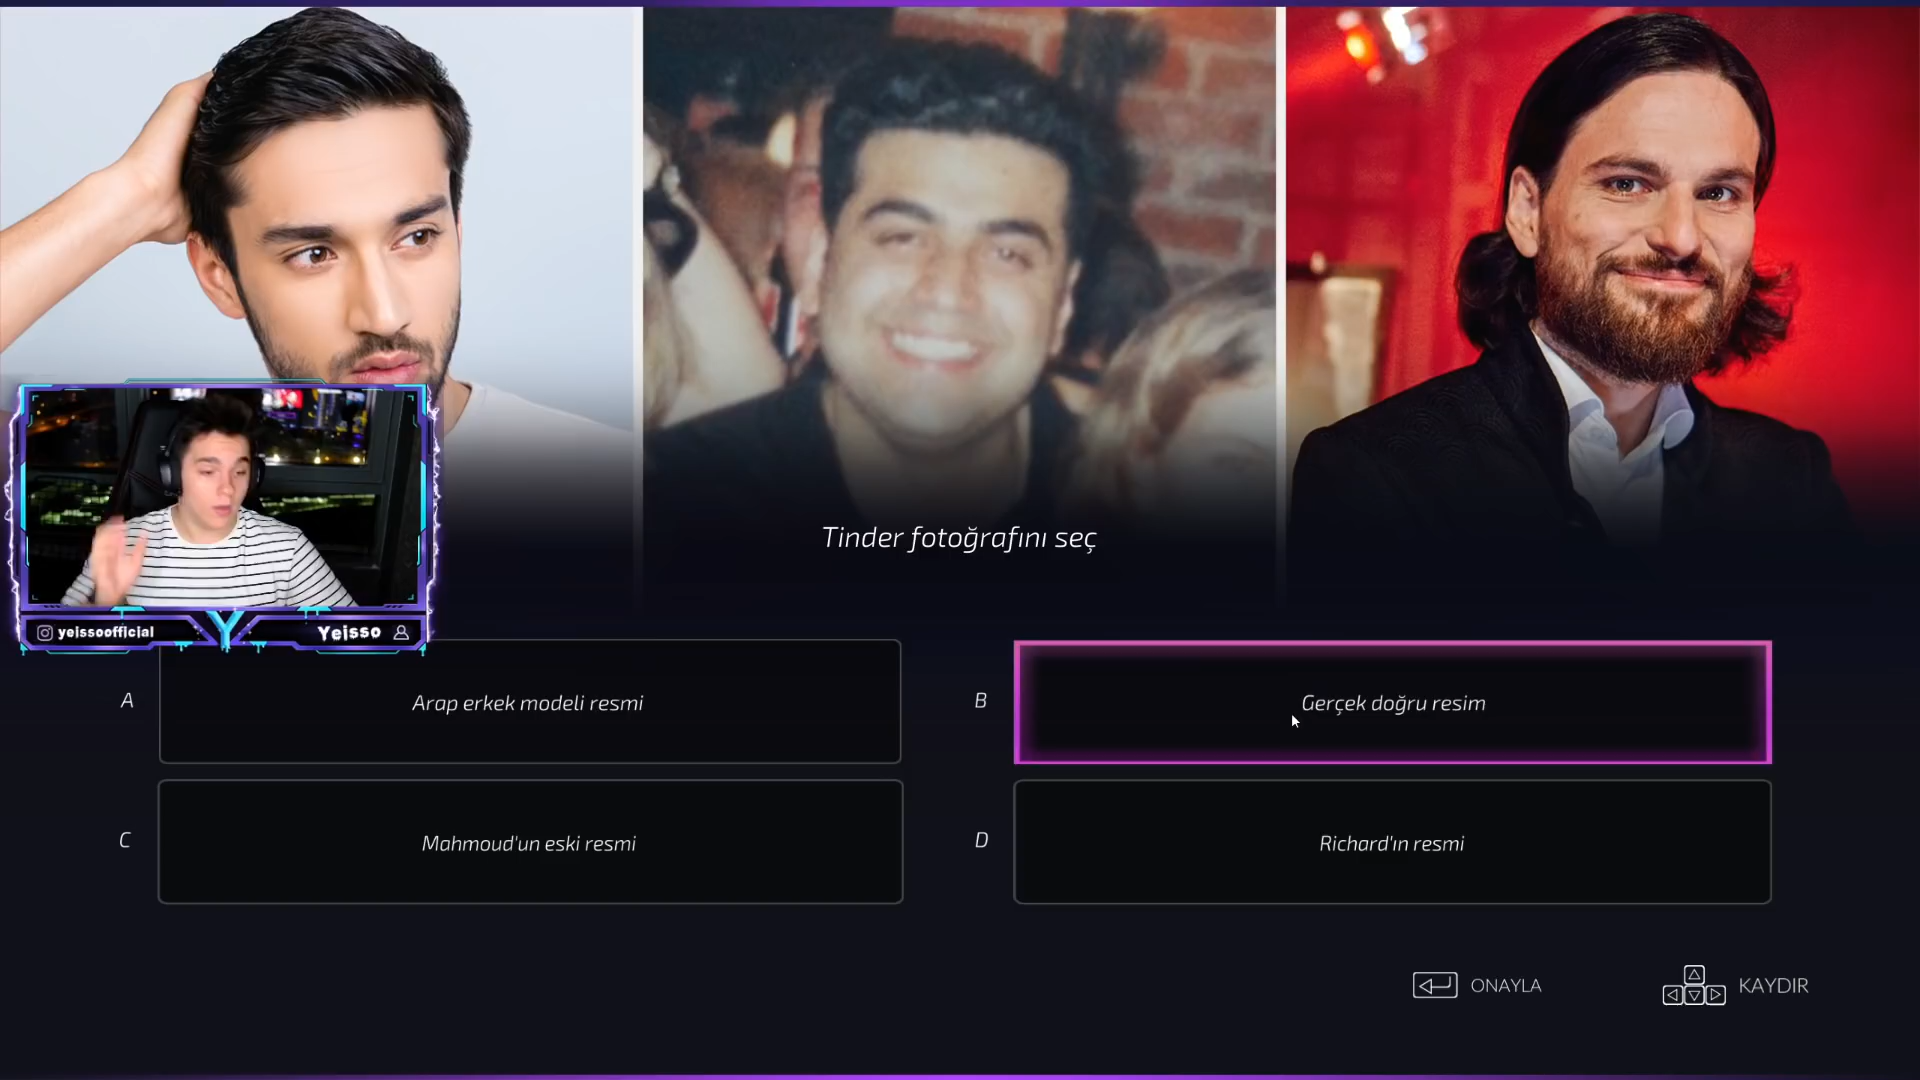 Tinder fotoğrafını seç
yeissoofficial
Yeisso
A
Arap erkek modeli resmi
B
Gerçek doğru resim
C
Mahmoud'un eski resmi
D
Richard'ın resmi
ONAYLA
KAYDIR